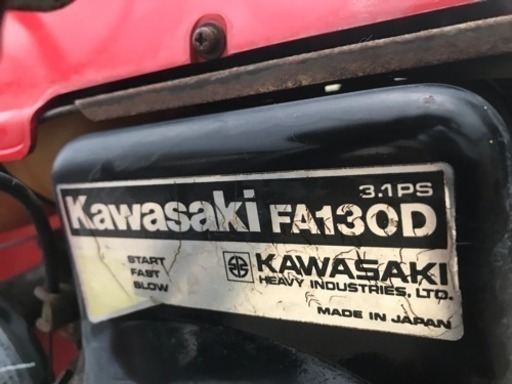 3.1PS
Kawasaki FA130D
START
FAST
SLOW
KAWASAKI
HEAVY INDUSTRIES, LTD.
MADE IN JAPAN